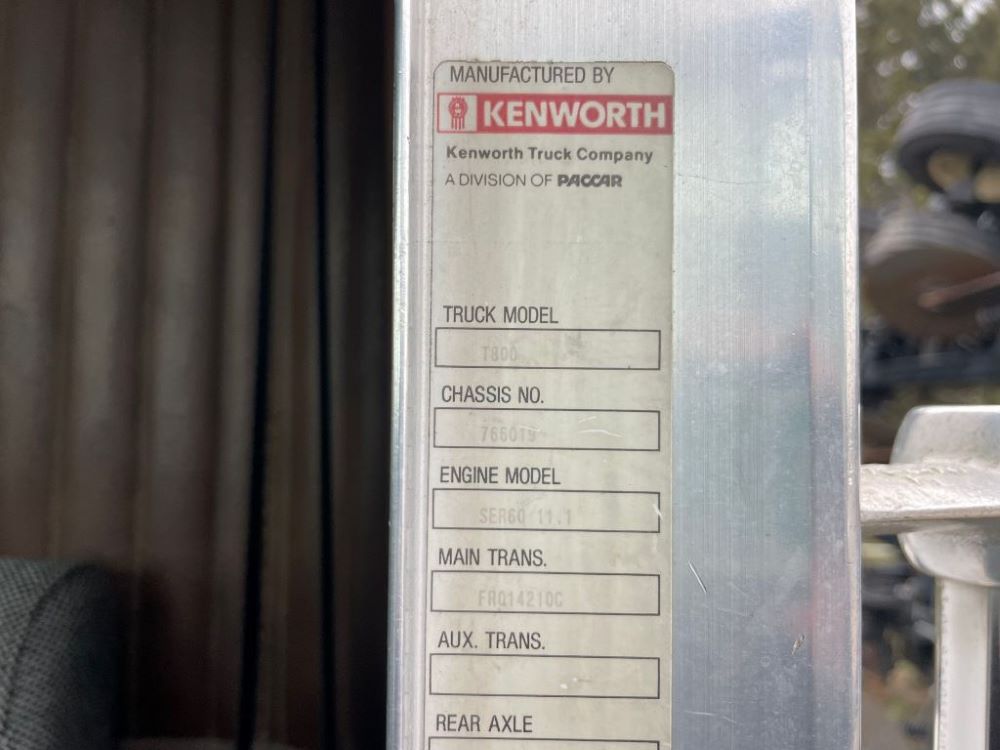 MANUFACTURED BY
KENWORTH
Kenworth Truck Company
A DIVISION OF PACCAR
TRUCK MODEL
T800
CHASSIS NO.
766019
ENGINE MODEL
SER60 11.1
MAIN TRANS.
FRO14210C
AUX. TRANS.
REAR AXLE